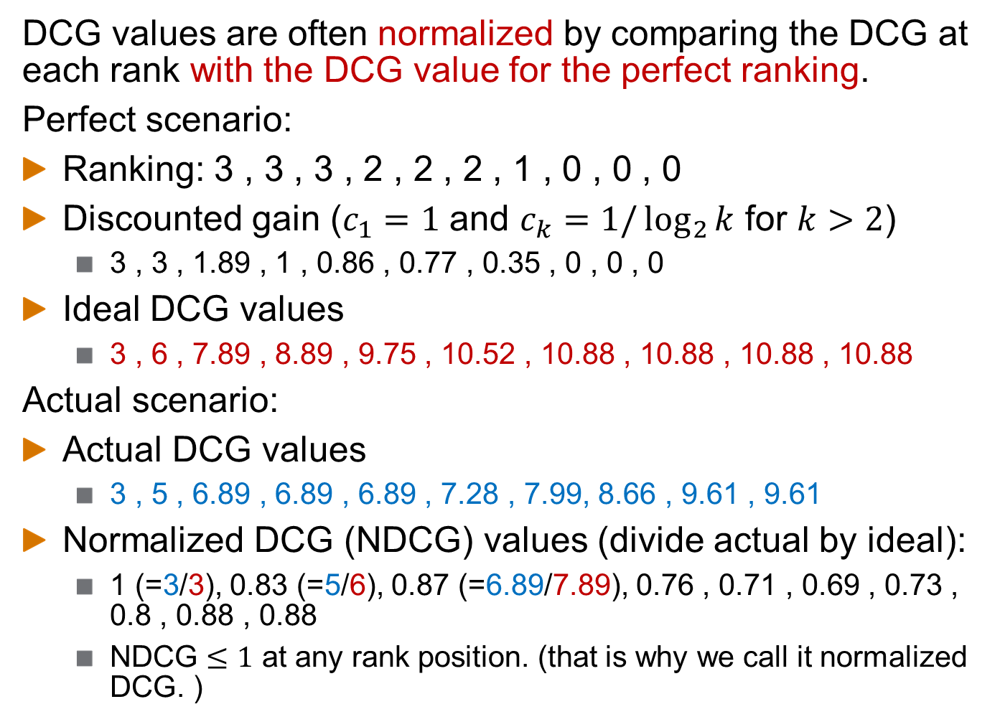 DCG values are often normalized by comparing the DCG at
each rank with the DCG value for the perfect ranking.
Perfect scenario:
Ranking: 3 , 3 , 3 , 2 , 2 , 2 , 1 , 0 , 0 , 0
Discounted gain (c₁ = 1 and cₖ = 1/ log₂ k for k > 2)
3 , 3 , 1.89 , 1 , 0.86 , 0.77 , 0.35 , 0 , 0 , 0
Ideal DCG values
3 , 6 , 7.89 , 8.89 , 9.75 , 10.52 , 10.88 , 10.88 , 10.88 , 10.88
Actual scenario:
Actual DCG values
3 , 5 , 6.89 , 6.89 , 6.89 , 7.28 , 7.99, 8.66 , 9.61 , 9.61
Normalized DCG (NDCG) values (divide actual by ideal):
1 (=3/3), 0.83 (=5/6), 0.87 (=6.89/7.89), 0.76 , 0.71 , 0.69 , 0.73 ,
0.8 , 0.88 , 0.88
NDCG ≤ 1 at any rank position. (that is why we call it normalized
DCG. )